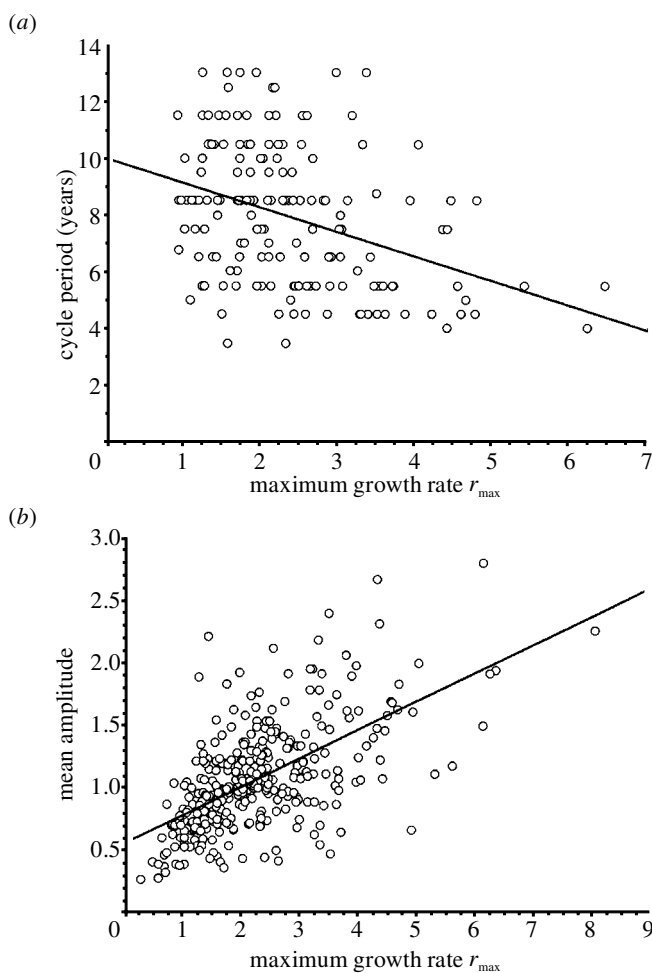 (a)
14
12
10
8
6
4
2
0
cycle period (years)
1 2 3 4 5 6 7
maximum growth rate r_max
(b)
3.0
2.5
2.0
1.5
1.0
0.5
mean amplitude
0 1 2 3 4 5 6 7 8 9
maximum growth rate r_max